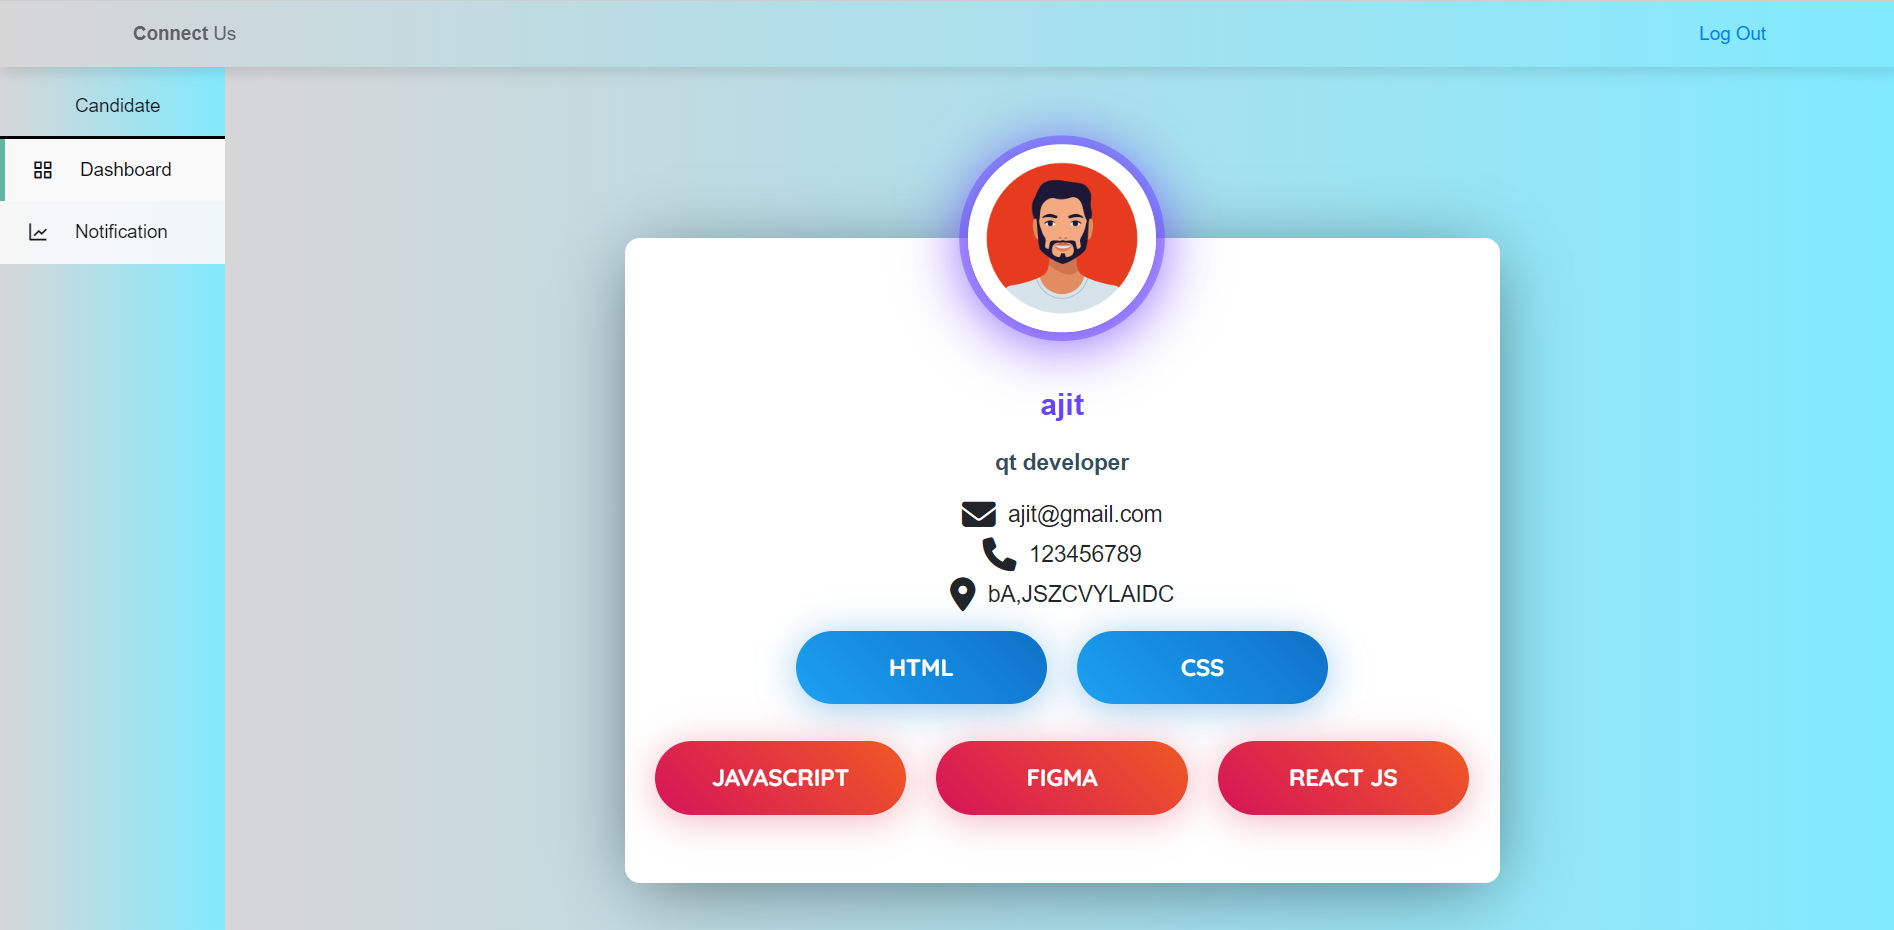 Connect Us
Log Out
Candidate
Dashboard
Notification
ajit
qt developer
ajit@gmail.com
123456789
bA,JSZCVYLAIDC
HTML
CSS
JAVASCRIPT
FIGMA
REACT JS